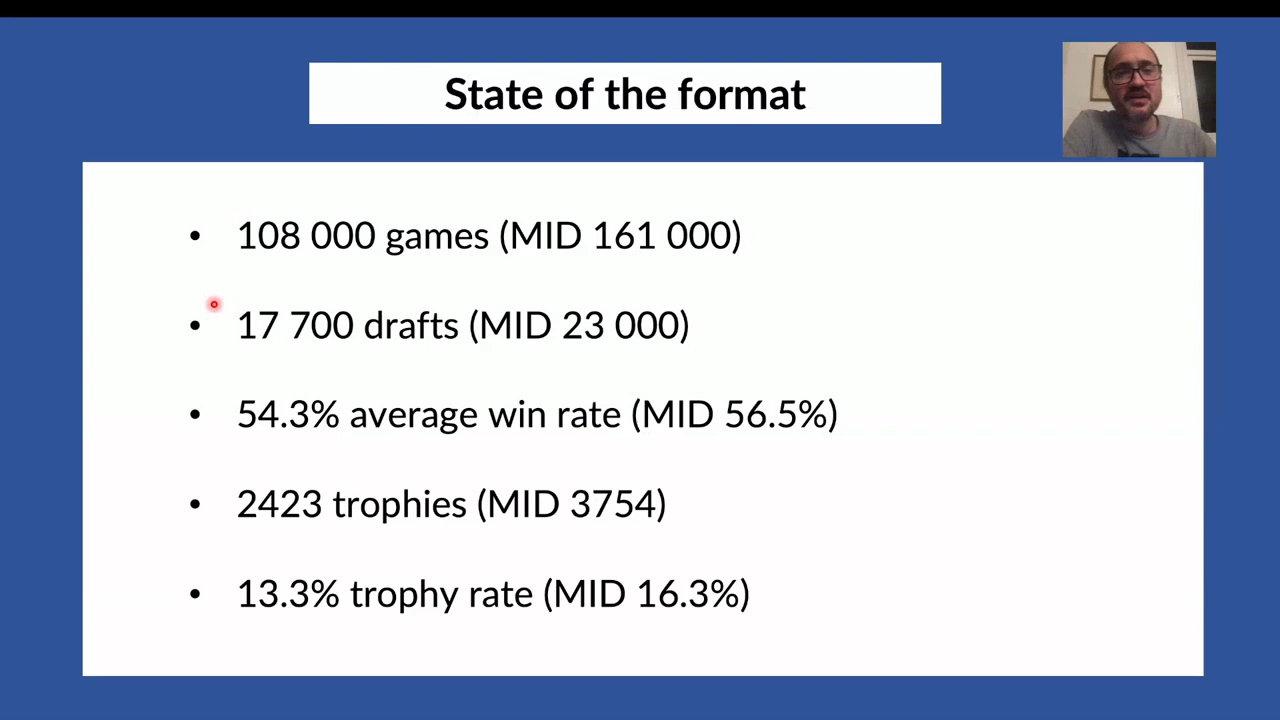 State of the format
• 108 000 games (MID 161 000)
• 17 700 drafts (MID 23 000)
• 54.3% average win rate (MID 56.5%)
• 2423 trophies (MID 3754)
• 13.3% trophy rate (MID 16.3%)